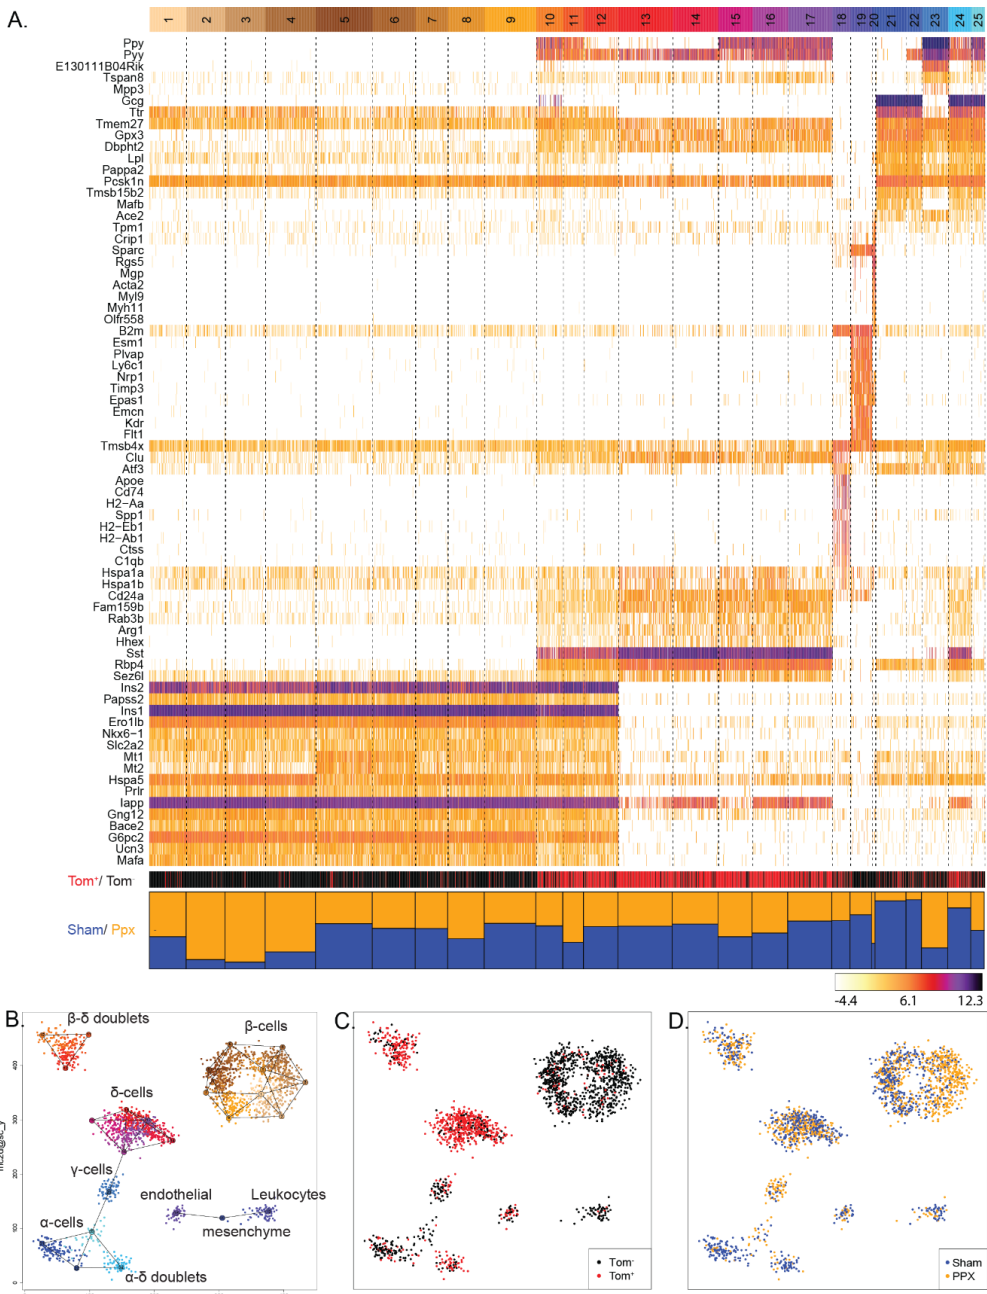 A.
1 2 3 4 5 6 7 8 9 10 11 12 13 14 15 16 17 18 19 20 21 22 23 24 25
Ppy
Pyy
E130111B04Rik
Tspan8
Mpp3
Gcg
Ttr
Tmem27
Gpx3
Dbpht2
Lpl
Pappa2
Pcsk1n
Tmsb15b2
Mafb
Ace2
Tpm1
Crip1
Sparc
Rgs5
Mgp
Acta2
Myl9
Myh11
Olfr558
B2m
Esm1
Plvap
Ly6c1
Nrp1
Timp3
Epas1
Emcn
Kdr
Flt1
Tmsb4x
Clu
Atf3
Apoe
Cd74
H2−Aa
Spp1
H2−Eb1
H2−Ab1
Ctss
C1qb
Hspa1a
Hspa1b
Cd24a
Fam159b
Rab3b
Arg1
Hhex
Sst
Rbp4
Sez6l
Ins2
Papss2
Ins1
Ero1lb
Nkx6−1
Slc2a2
Mt1
Mt2
Hspa5
Prlr
Iapp
Gng12
Bace2
G6pc2
Ucn3
Mafa
Tom⁺/ Tom⁻
Sham/ Ppx
-4.4 6.1 12.3
B.
β-δ doublets
β-cells
δ-cells
γ-cells
endothelial
Leukocytes
mesenchyme
α-cells
α-δ doublets
0 100 200 300 400
C.
Tom⁻
Tom⁺
D.
Sham
PPX